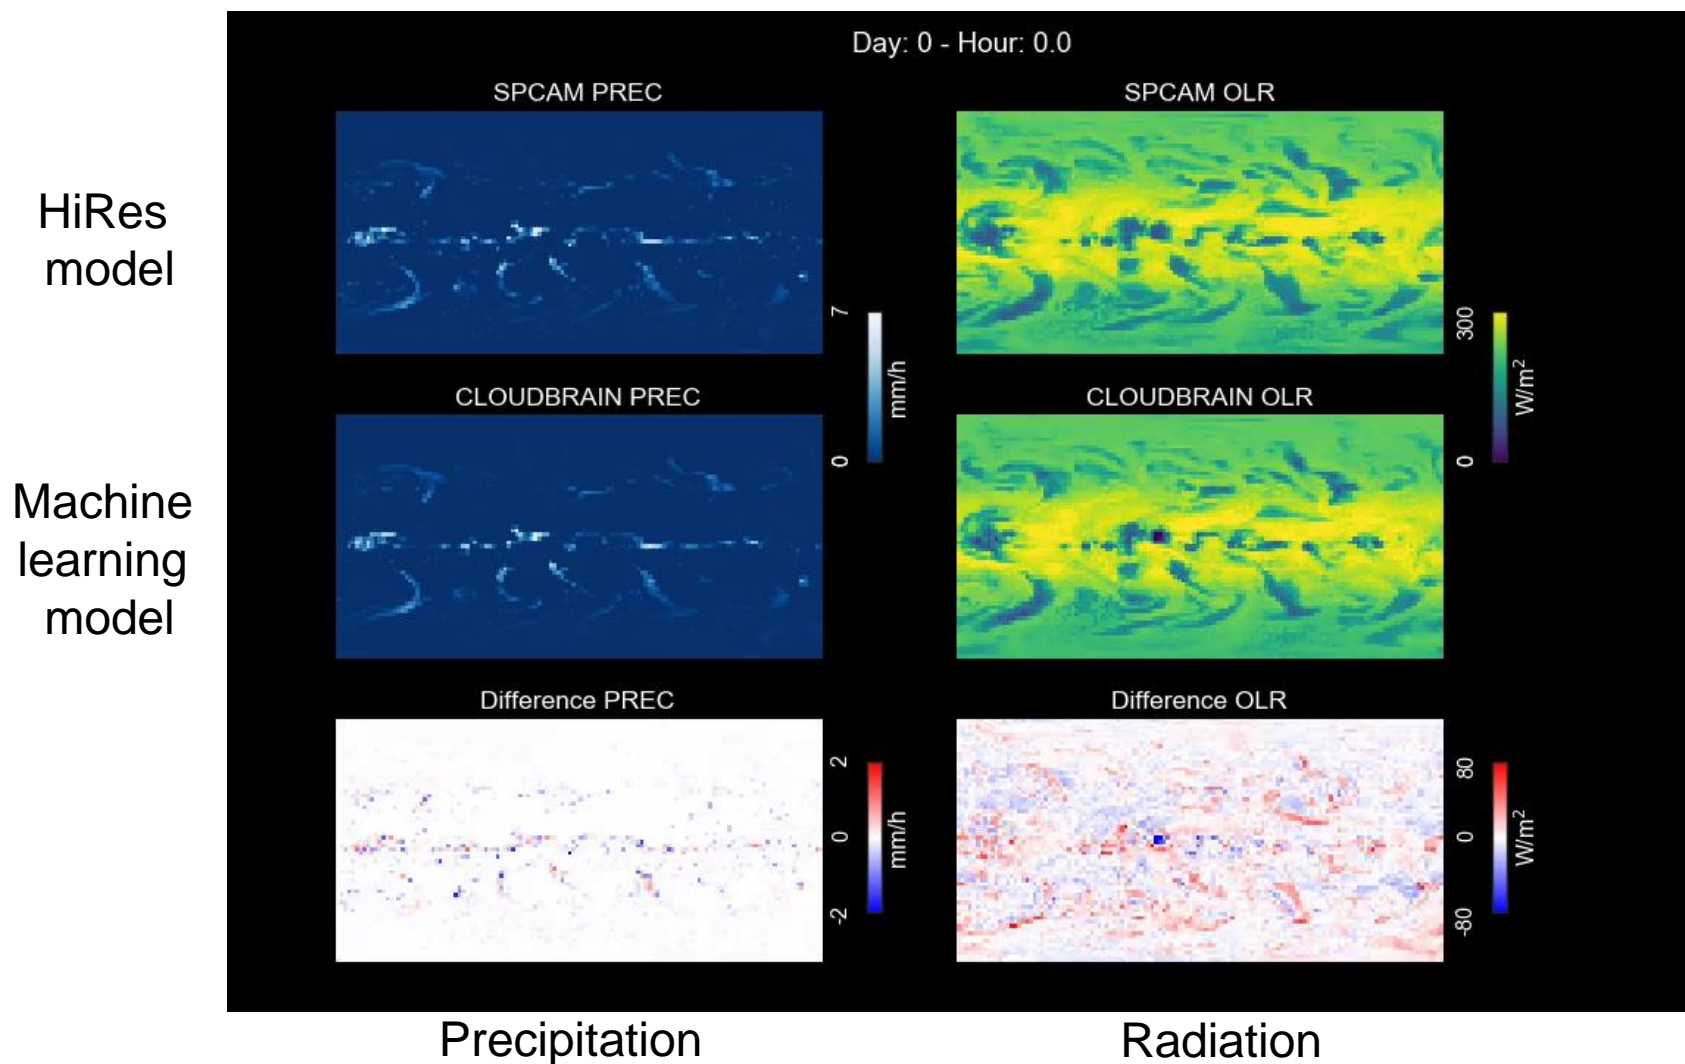 Day: 0 - Hour: 0.0
SPCAM PREC
SPCAM OLR
HiRes
model
7
mm/h
0
300
W/m²
0
CLOUDBRAIN PREC
CLOUDBRAIN OLR
Machine
learning
model
Difference PREC
Difference OLR
2
0
-2
mm/h
80
0
-80
W/m²
Precipitation
Radiation